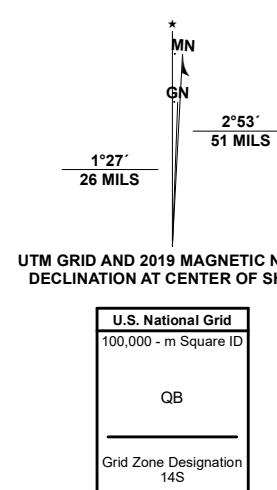 ★
MN
GN
2°53´
51 MILS
1°27´
26 MILS
UTM GRID AND 2019 MAGNETIC N
DECLINATION AT CENTER OF SH
U.S. National Grid
100,000 - m Square ID
QB
Grid Zone Designation
14S